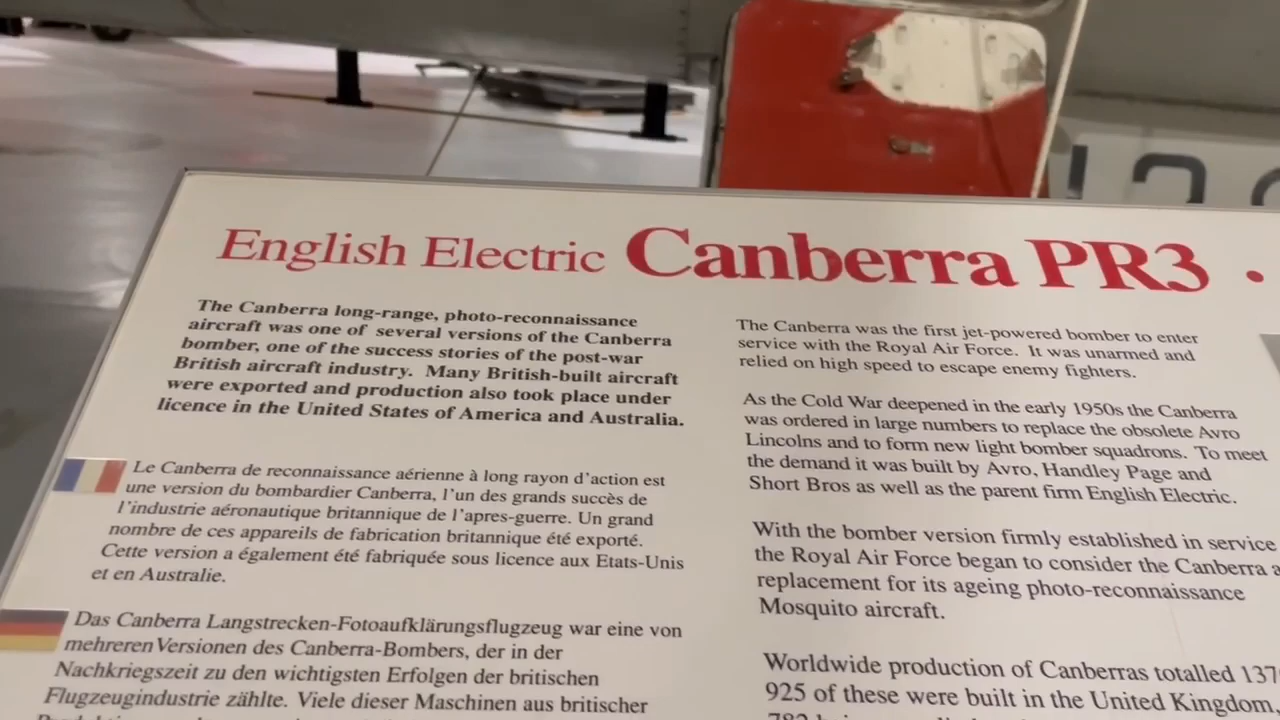 English Electric Canberra PR3 •
The Canberra long-range, photo-reconnaissance
aircraft was one of several versions of the Canberra
bomber, one of the success stories of the post-war
British aircraft industry. Many British-built aircraft
were exported and production also took place under
licence in the United States of America and Australia.
Le Canberra de reconnaissance aérienne à long rayon d'action est
une version du bombardier Canberra, l'un des grands succès de
l'industrie aéronautique britannique de l'apres-guerre. Un grand
nombre de ces appareils de fabrication britannique été exporté.
Cette version a également été fabriquée sous licence aux Etats-Unis
et en Australie.
Das Canberra Langstrecken-Fotoaufklärungsflugzeug war eine von
mehreren Versionen des Canberra-Bombers, der in der
Nachkriegszeit zu den wichtigsten Erfolgen der britischen
Flugzeugindustrie zählte. Viele dieser Maschinen aus britischer
The Canberra was the first jet-powered bomber to enter
service with the Royal Air Force. It was unarmed and
relied on high speed to escape enemy fighters.
As the Cold War deepened in the early 1950s the Canberra
was ordered in large numbers to replace the obsolete Avro
Lincolns and to form new light bomber squadrons. To meet
the demand it was built by Avro, Handley Page and
Short Bros as well as the parent firm English Electric.
With the bomber version firmly established in service
the Royal Air Force began to consider the Canberra a
replacement for its ageing photo-reconnaissance
Mosquito aircraft.
Worldwide production of Canberras totalled 137
925 of these were built in the United Kingdom,